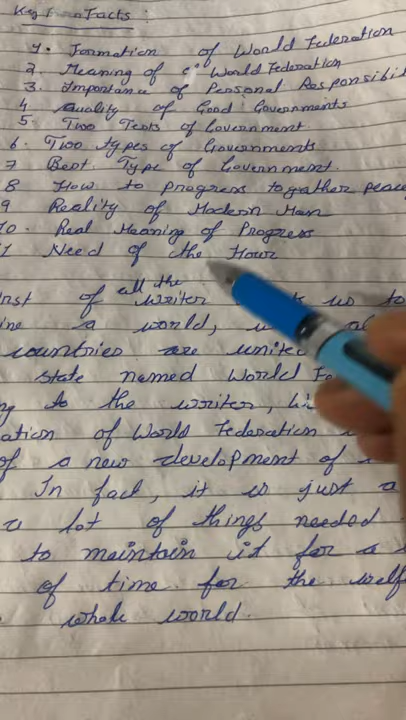 Key Facts:
1. Formation of World Federation
2. Meaning of World Federation
3. Importance of Personal Responsibi
4 Quality of Good Governments
5. Two Tests of Government
6. Two types of Governments
7 Best Type of Government.
8 How to Progress togather peac
9 Reality of Modern Man
10. Real Meaning of Progress
11 Need of the Hour
all the
of writer us to
a world,
countries are unite
state named World F
to the writer,
ation of World Federation
of a new development of
In fact, it is just a
a lot of things needed
to maintain it for a
of time for the welf
whole world.